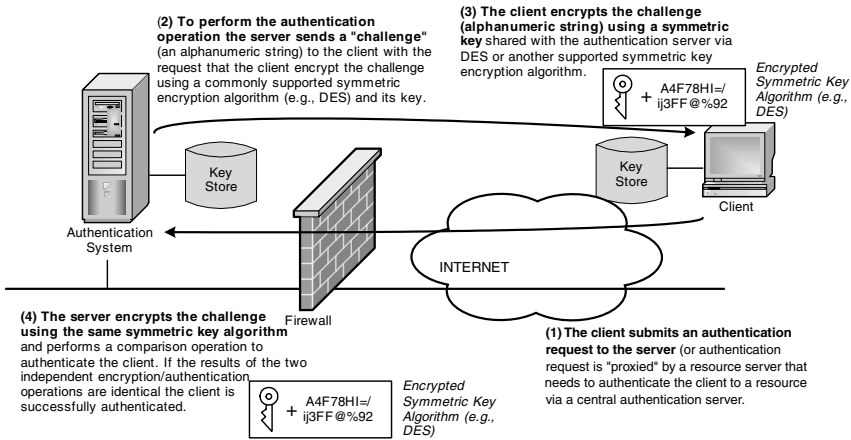 (2) To perform the authentication
operation the server sends a "challenge"
(an alphanumeric string) to the client with the
request that the client encrypt the challenge
using a commonly supported symmetric
encryption algorithm (e.g., DES) and its key.
(3) The client encrypts the challenge
(alphanumeric string) using a symmetric
key shared with the authentication server via
DES or another supported symmetric key
encryption algorithm.
+ A4F78HI=/
ij3FF@%92
Encrypted
Symmetric Key
Algorithm (e.g.,
DES)
Key
Store
Key
Store
Client
Authentication
System
INTERNET
Firewall
(4) The server encrypts the challenge
using the same symmetric key algorithm
and performs a comparison operation to
authenticate the client. If the results of the two
independent encryption/authentication
operations are identical the client is
successfully authenticated.
+ A4F78HI=/
ij3FF@%92
Encrypted
Symmetric Key
Algorithm (e.g.,
DES)
(1) The client submits an authentication
request to the server (or authentication
request is "proxied" by a resource server that
needs to authenticate the client to a resource
via a central authentication server.